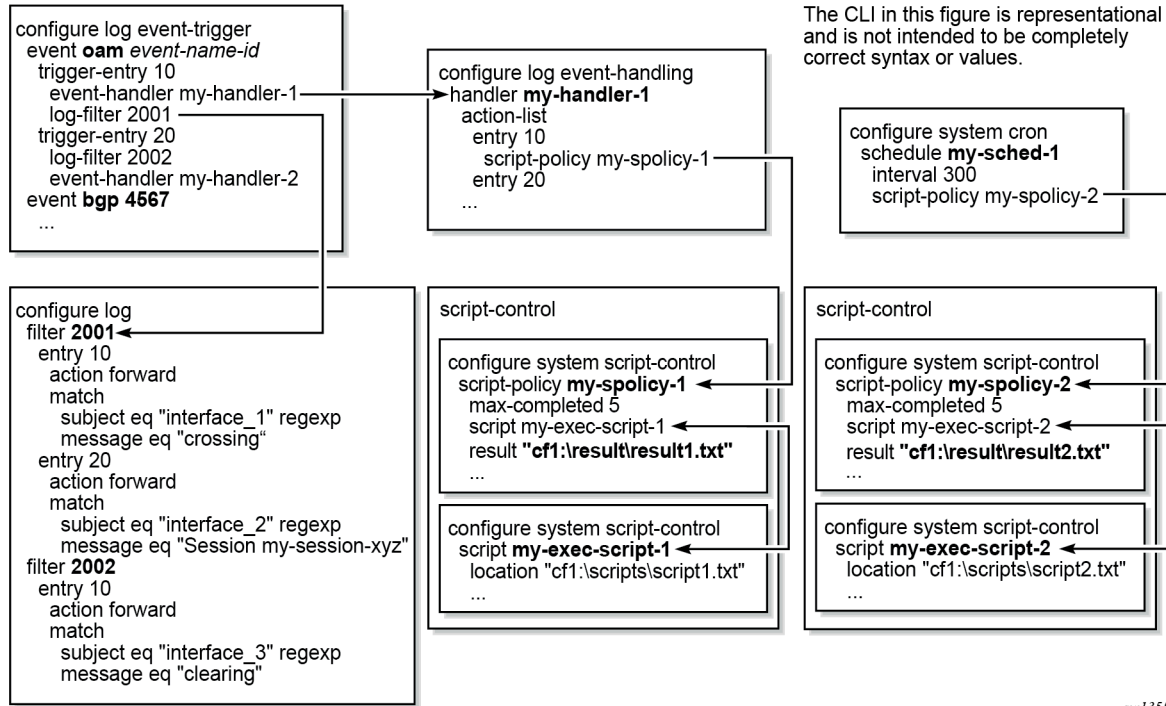 configure log event-trigger
event oam event-name-id
trigger-entry 10
event-handler my-handler-1
log-filter 2001
trigger-entry 20
log-filter 2002
event-handler my-handler-2
event bgp 4567
...
configure log event-handling
handler my-handler-1
action-list
entry 10
script-policy my-spolicy-1
entry 20
...
The CLI in this figure is representational
and is not intended to be completely
correct syntax or values.
configure system cron
schedule my-sched-1
interval 300
script-policy my-spolicy-2
configure log
filter 2001
entry 10
action forward
match
subject eq "interface_1" regexp
message eq "crossing“
entry 20
action forward
match
subject eq "interface_2" regexp
message eq "Session my-session-xyz"
filter 2002
entry 10
action forward
match
subject eq "interface_3" regexp
message eq "clearing"
script-control
configure system script-control
script-policy my-spolicy-1
max-completed 5
script my-exec-script-1
result "cf1:\result\result1.txt"
...
configure system script-control
script my-exec-script-1
location "cf1:\scripts\script1.txt"
...
script-control
configure system script-control
script-policy my-spolicy-2
max-completed 5
script my-exec-script-2
result "cf1:\result\result2.txt"
...
configure system script-control
script my-exec-script-2
location "cf1:\scripts\script2.txt"
...